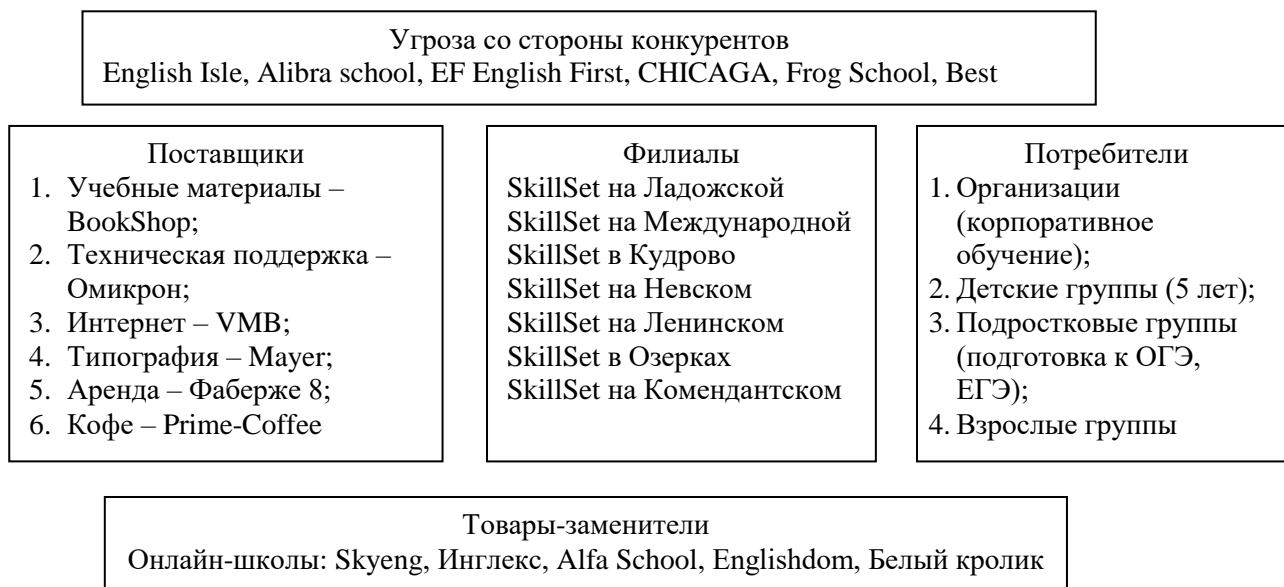 Угроза со стороны конкурентов
English Isle, Alibra school, EF English First, CHICAGA, Frog School, Best
Поставщики
1. Учебные материалы –
BookShop;
2. Техническая поддержка –
Омикрон;
3. Интернет – VMB;
4. Типография – Mayer;
5. Аренда – Фаберже 8;
6. Кофе – Prime-Coffee
Филиалы
SkillSet на Ладожской
SkillSet на Международной
SkillSet в Кудрово
SkillSet на Невском
SkillSet на Ленинском
SkillSet в Озерках
SkillSet на Комендантском
Потребители
1. Организации
(корпоративное
обучение);
2. Детские группы (5 лет);
3. Подростковые группы
(подготовка к ОГЭ,
ЕГЭ);
4. Взрослые группы
Товары-заменители
Онлайн-школы: Skyeng, Инглекс, Alfa School, Englishdom, Белый кролик